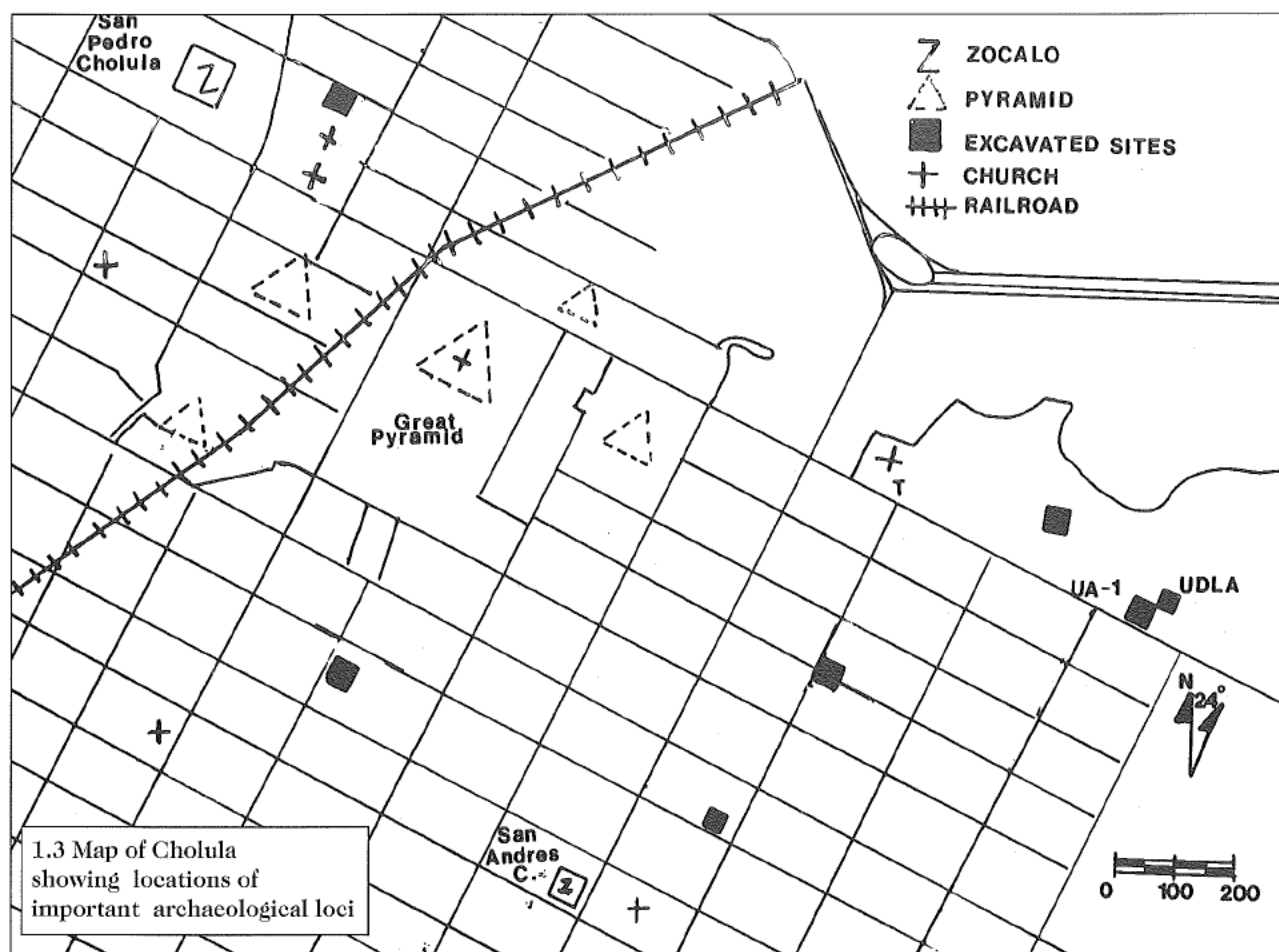 San
Pedro
Cholula
Z
Z ZOCALO
PYRAMID
EXCAVATED SITES
CHURCH
RAILROAD
Great
Pyramid
T
UA-1
UDLA
N
24°
San
Andres
C.
Z
0 100 200
1.3 Map of Cholula
showing locations of
important archaeological loci